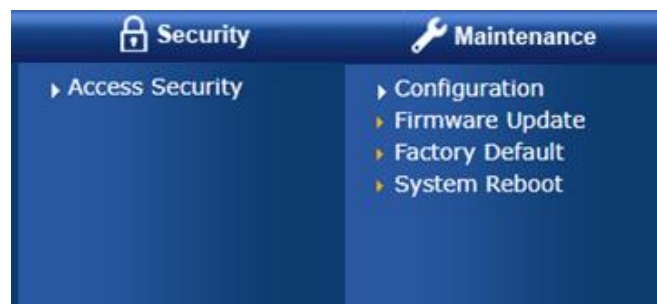 Security
Access Security
Maintenance
Configuration
Firmware Update
Factory Default
System Reboot